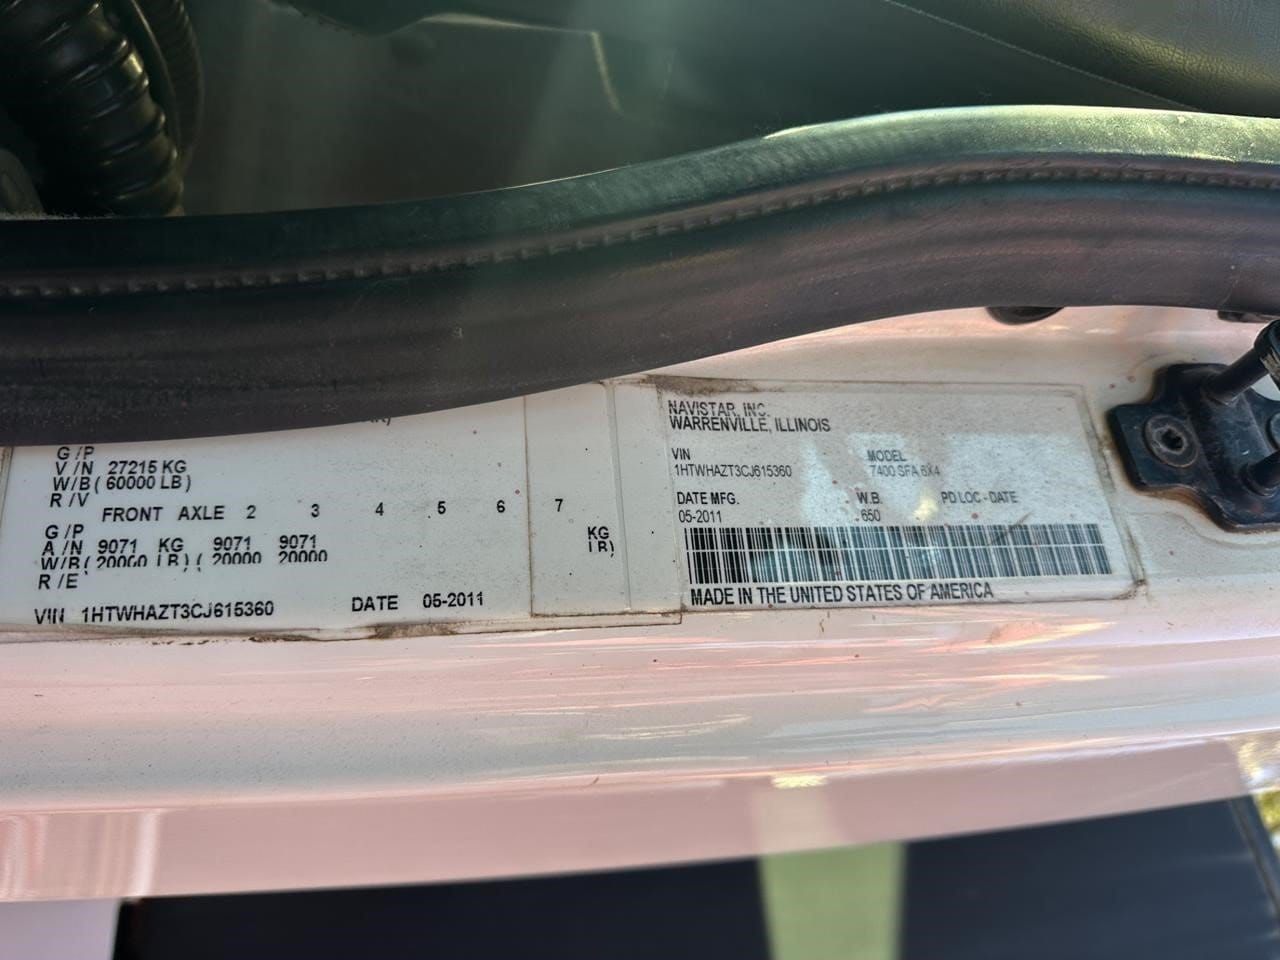 G/P
V/N 27215 KG
W/B ( 60000 LB )
R/V
FRONT AXLE 2 3 4 5 6 7
G/P
A/N 9071 KG 9071 9071 KG
W/B ( 20000 LB ) ( 20000 20000 LB )
R/E
VIN 1HTWHAZT3CJ615360 DATE 05-2011
NAVISTAR, INC.
WARRENVILLE, ILLINOIS
VIN MODEL
1HTWHAZT3CJ615360 7400 SFA 6X4
DATE MFG. W.B. PD LOC - DATE
05-2011 650
MADE IN THE UNITED STATES OF AMERICA